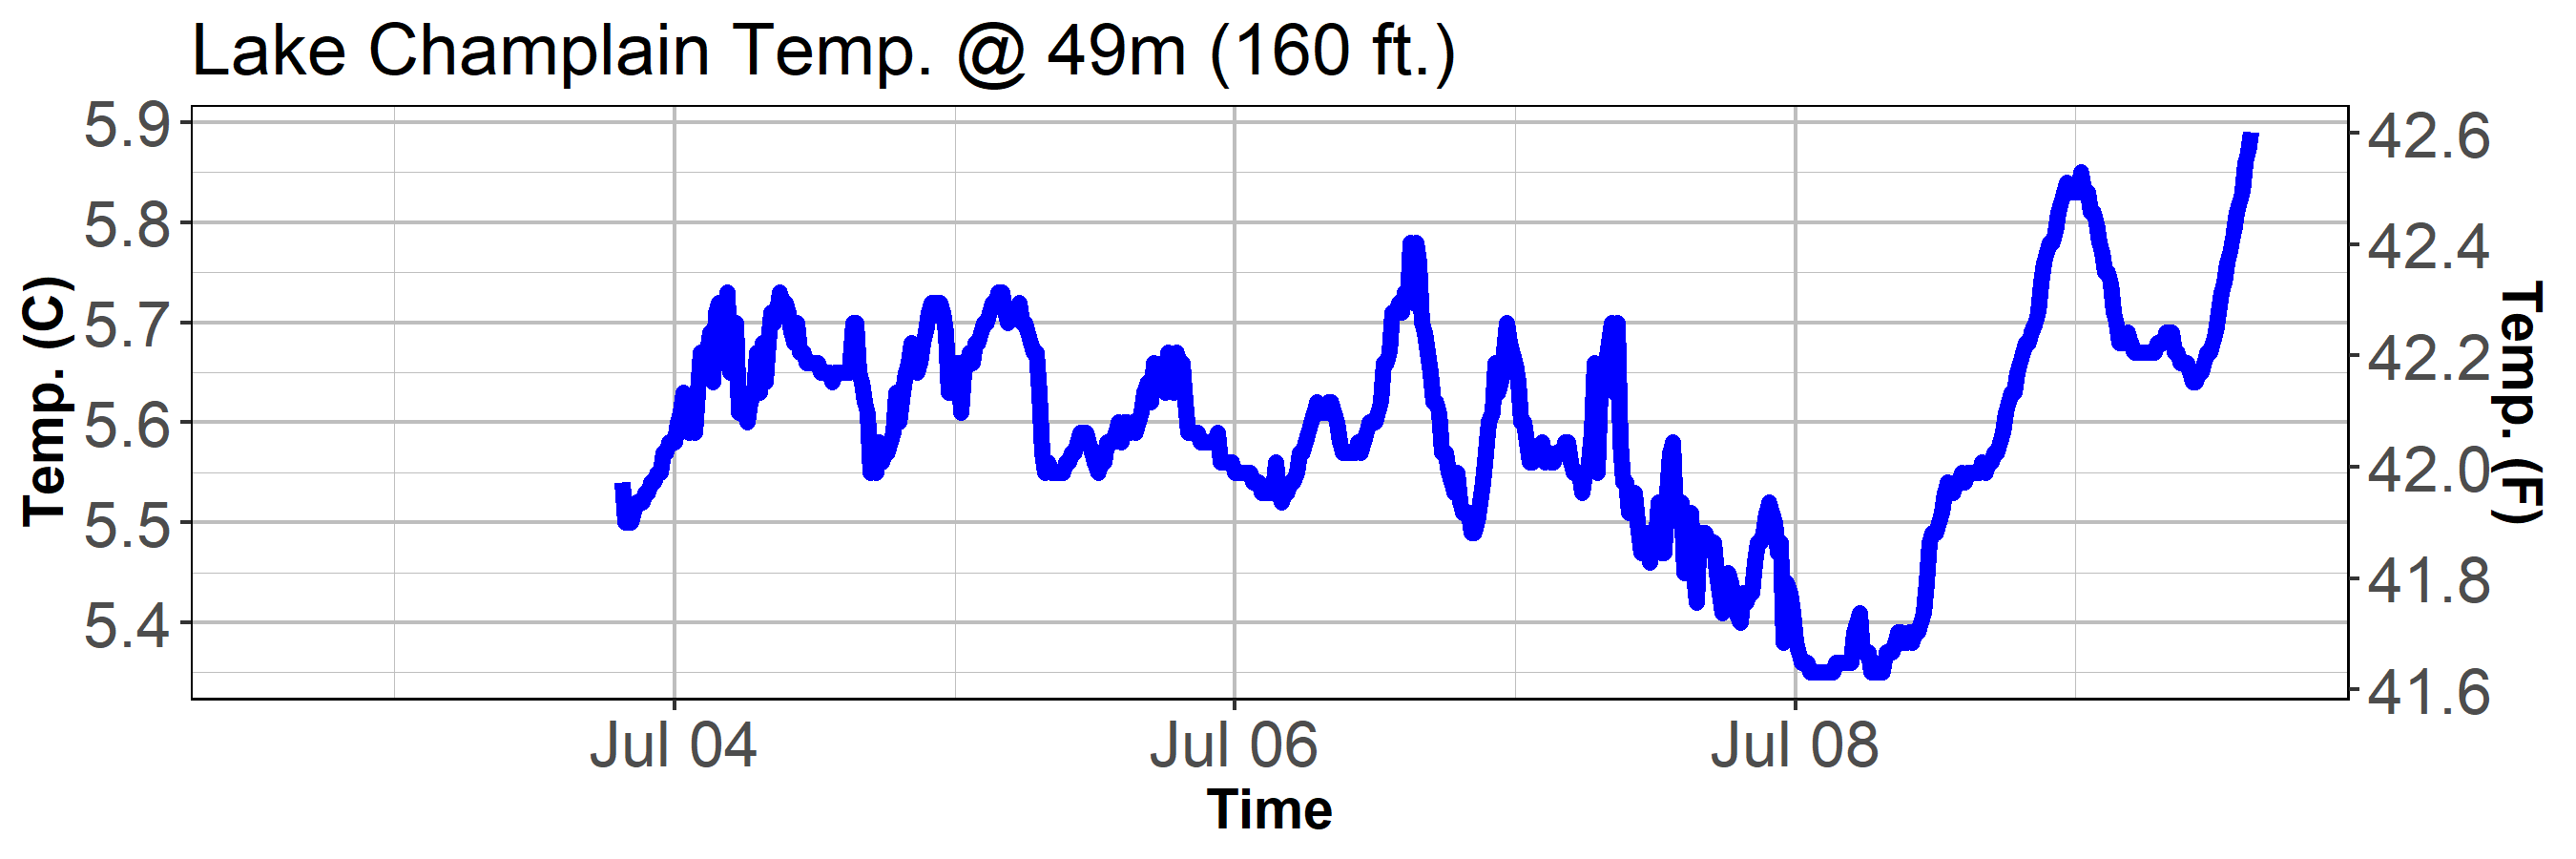 Lake Champlain Temp. @ 49m (160 ft.)
5.9
5.8
5.7
5.6
5.5
5.4
Temp. (C)
42.6
42.4
42.2
42.0
41.8
41.6
Temp. (F)
Jul 04 Jul 06 Jul 08
Time